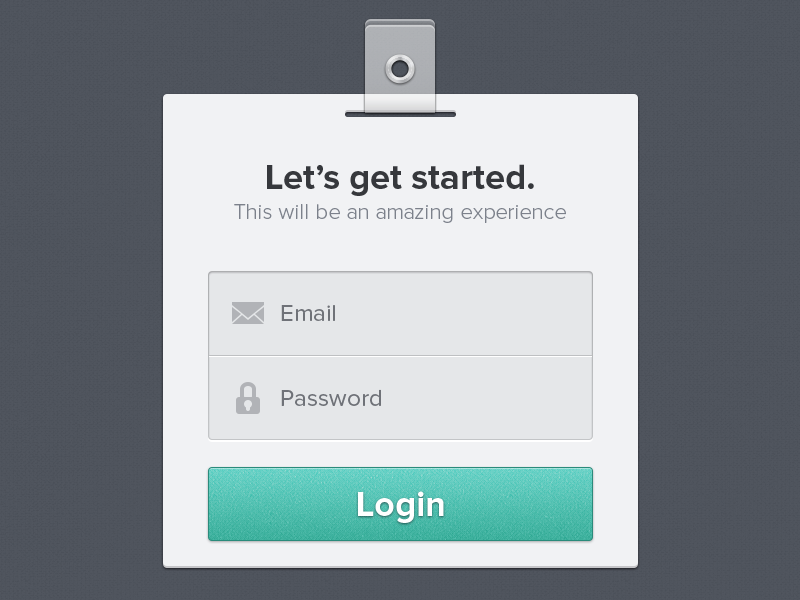 Let’s get started.
This will be an amazing experience
Email
Password
Login